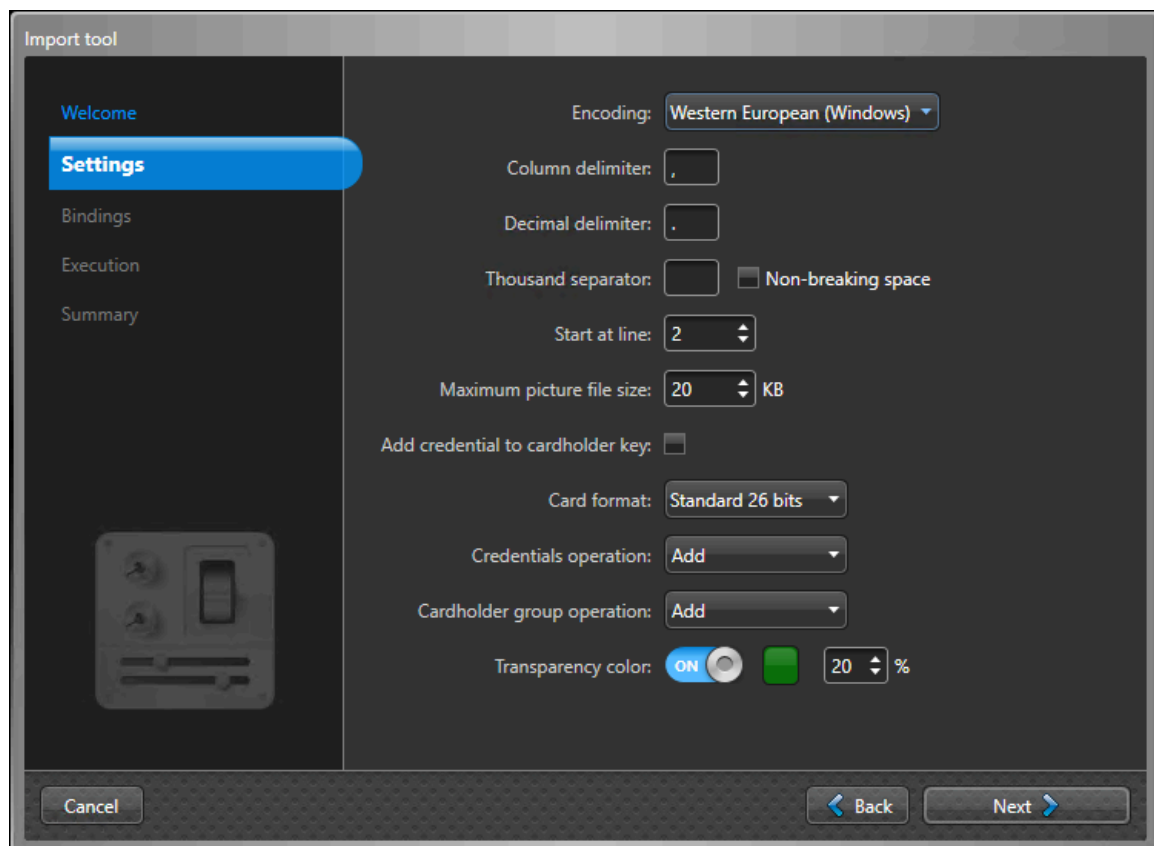 Import tool
Welcome
Settings
Bindings
Execution
Summary
Encoding: Western European (Windows)
Column delimiter: ,
Decimal delimiter: .
Thousand separator: Non-breaking space
Start at line: 2
Maximum picture file size: 20 KB
Add credential to cardholder key:
Card format: Standard 26 bits
Credentials operation: Add
Cardholder group operation: Add
Transparency color: ON 20 %
Cancel Back Next